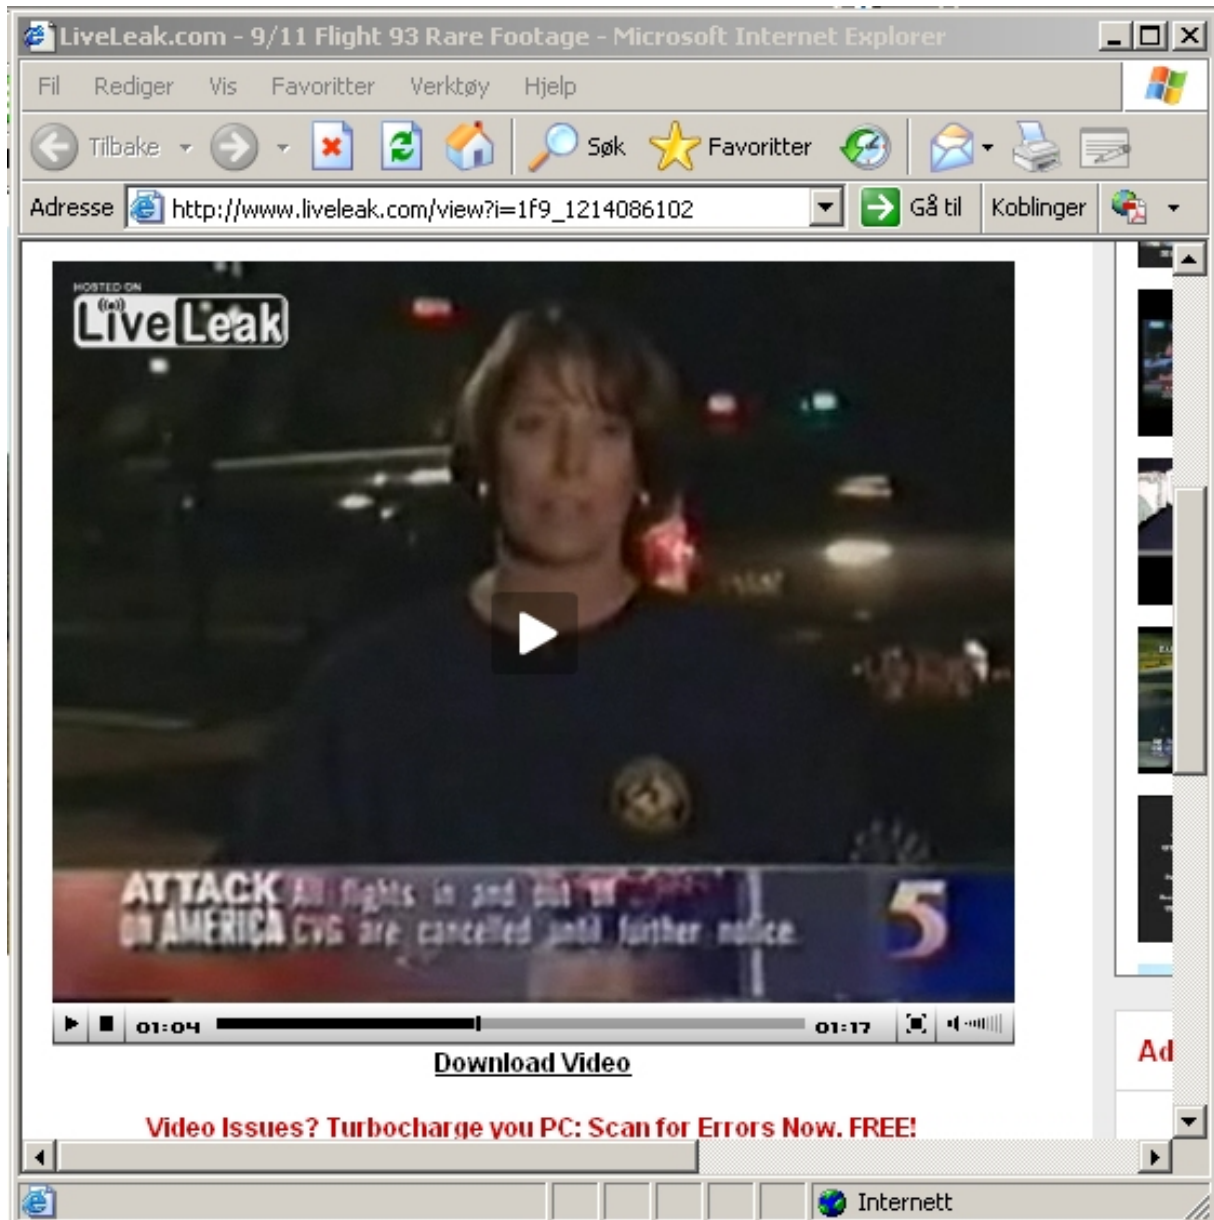 LiveLeak.com - 9/11 Flight 93 Rare Footage - Microsoft Internet Explorer
Fil Rediger Vis Favoritter Verktøy Hjelp
Tilbake Søk Favoritter
Adresse http://www.liveleak.com/view?i=1f9_1214086102 Gå til Koblinger
HOSTED ON
LiveLeak
ATTACK All flights in and out of
ON AMERICA CVG are cancelled until further notice.
5
01:04 01:17
Download Video
Ad
Video Issues? Turbocharge you PC: Scan for Errors Now. FREE!
Internett